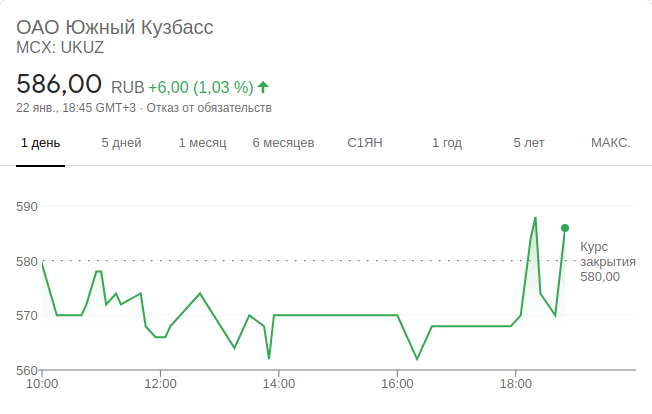 ОАО Южный Кузбасс
MCX: UKUZ
586,00 RUB +6,00 (1,03 %)
22 янв., 18:45 GMT+3 · Отказ от обязательств
1 день 5 дней 1 месяц 6 месяцев С1ЯН 1 год 5 лет МАКС.
590
580
570
560
Курс
закрытия
580,00
10:00 12:00 14:00 16:00 18:00